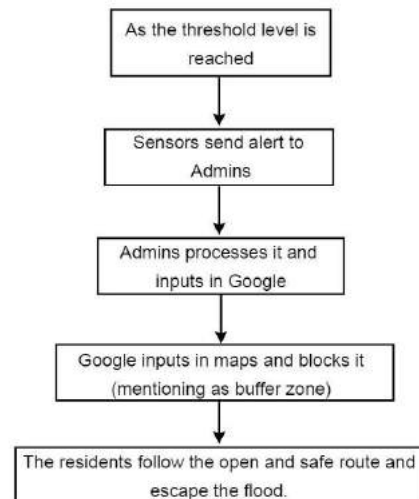 As the threshold level is
reached
Sensors send alert to
Admins
Admins processes it and
inputs in Google
Google inputs in maps and blocks it
(mentioning as buffer zone)
The residents follow the open and safe route and
escape the flood.